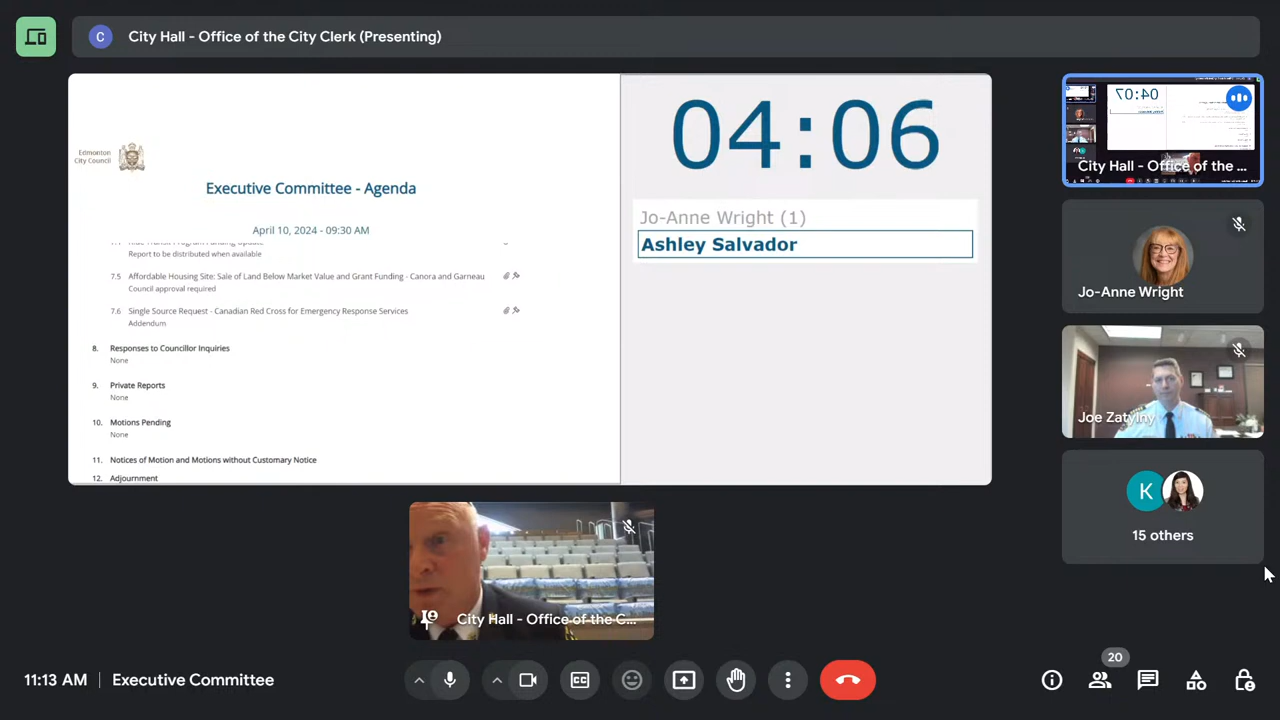 City Hall - Office of the City Clerk (Presenting)
C
Edmonton
City Council
Executive Committee - Agenda
April 10, 2024 - 09:30 AM
Report to be distributed when available
7.5 Affordable Housing Site: Sale of Land Below Market Value and Grant Funding - Canora and Garneau
Council approval required
7.6 Single Source Request - Canadian Red Cross for Emergency Response Services
Addendum
8. Responses to Councillor Inquiries
None
9. Private Reports
None
10. Motions Pending
None
11. Notices of Motion and Motions without Customary Notice
12. Adjournment
04:06
Jo-Anne Wright (1)
Ashley Salvador
04:07
City Hall - Office of the ...
Jo-Anne Wright
Joe Zatylny
K
15 others
City Hall - Office of the C...
11:13 AM | Executive Committee
20